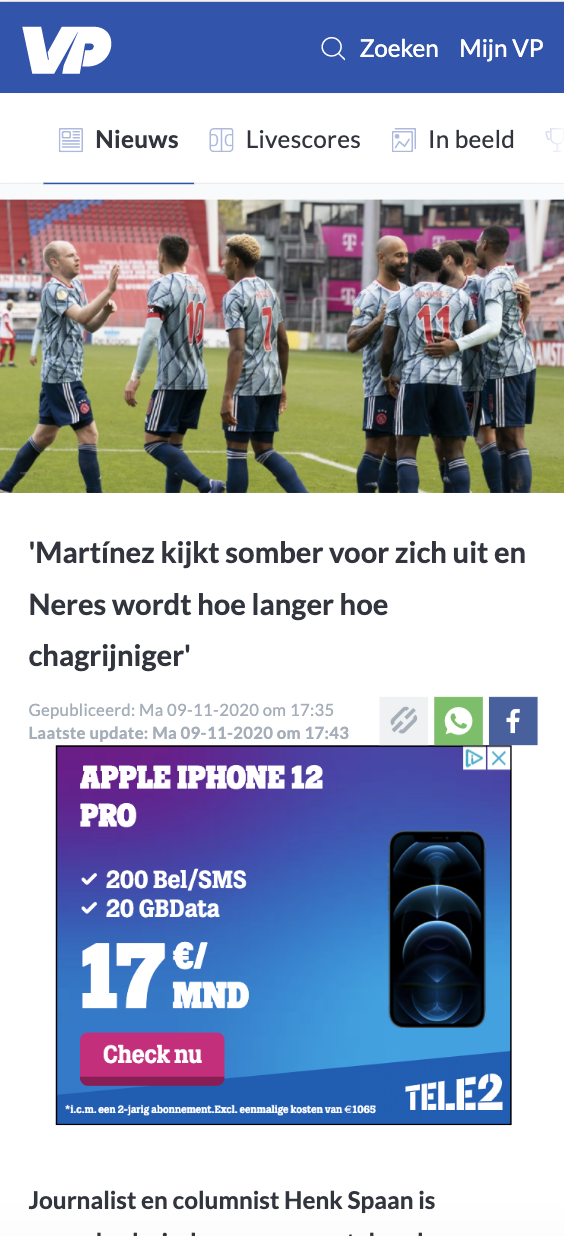 VP
Zoeken
Mijn VP
Nieuws
Livescores
In beeld
T
T
10
7
11
'Martínez kijkt somber voor zich uit en
Neres wordt hoe langer hoe
chagrijniger'
Gepubliceerd: Ma 09-11-2020 om 17:35
Laatste update: Ma 09-11-2020 om 17:43
f
APPLE IPHONE 12
PRO
200 Bel/SMS
20 GBData
17 €/
MND
Check nu
TELE2
*i.c.m. een 2-jarig abonnement.Excl. eenmalige kosten van €1065
Journalist en columnist Henk Spaan is